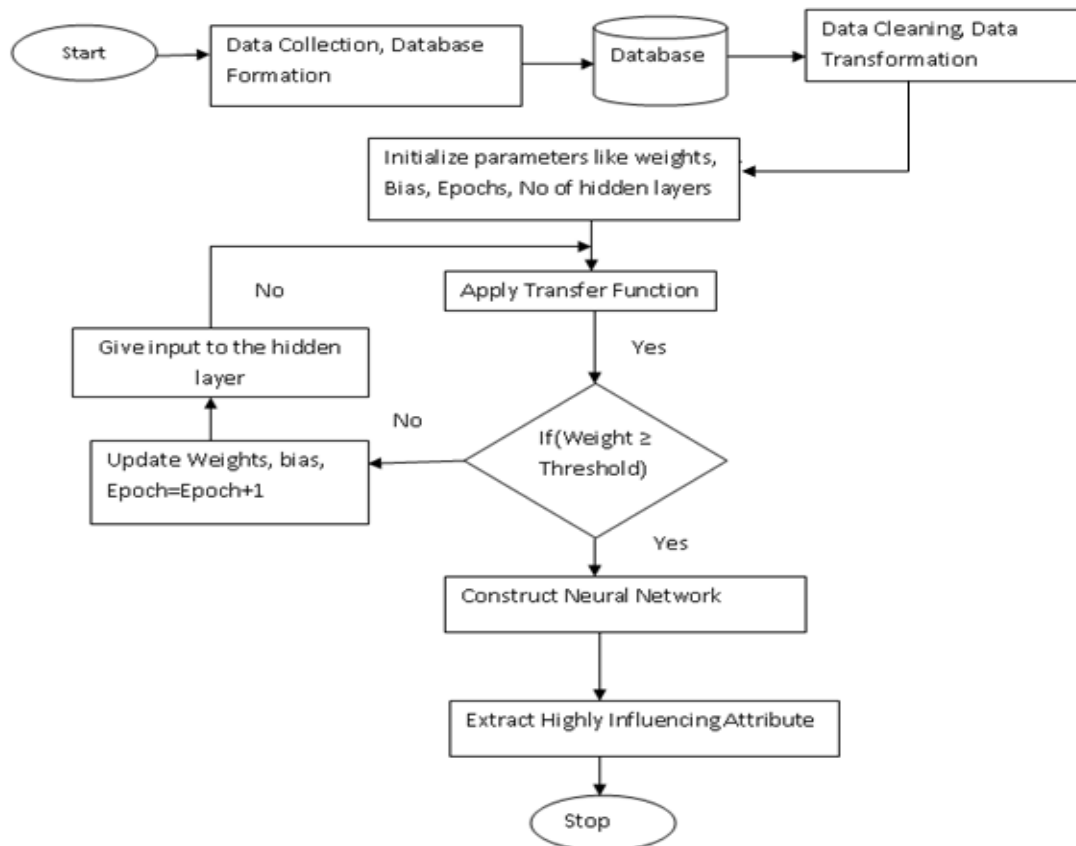 Start
Data Collection, Database
Formation
Database
Data Cleaning, Data
Transformation
Initialize parameters like weights,
Bias, Epochs, No of hidden layers
No
Apply Transfer Function
Yes
Give input to the hidden
layer
No
If(Weight ≥
Threshold)
Update Weights, bias,
Epoch=Epoch+1
Yes
Construct Neural Network
Extract Highly Influencing Attribute
Stop